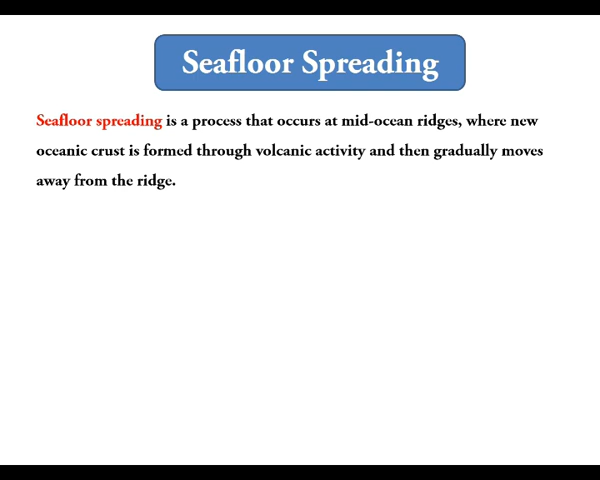 Seafloor Spreading
Seafloor spreading is a process that occurs at mid-ocean ridges, where new
oceanic crust is formed through volcanic activity and then gradually moves
away from the ridge.